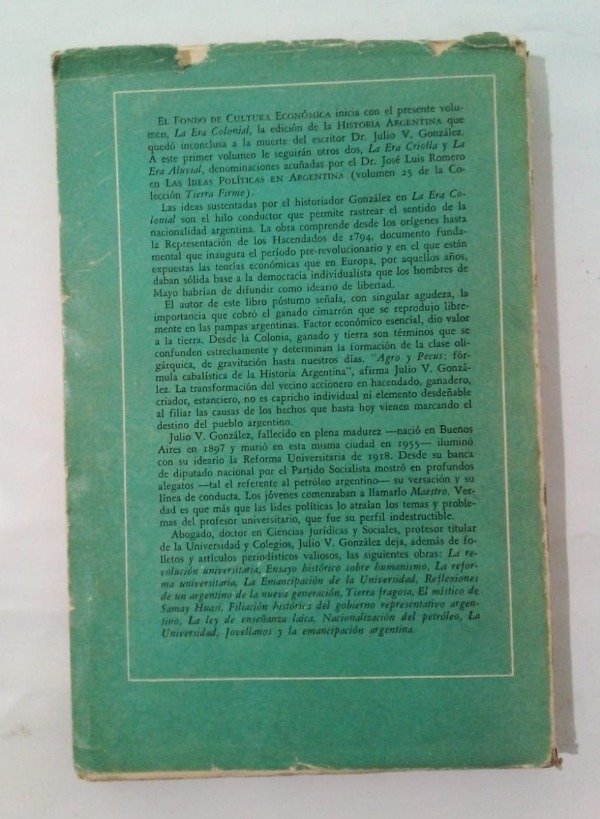 EL FONDO DE CULTURA ECONÓMICA inicia con el presente volu-
men, La Era Colonial, la edición de la HISTORIA ARGENTINA que
quedó inconclusa a la muerte del escritor Dr. Julio V. González.
A este primer volumen le seguirán otros dos, La Era Criolla y La
Era Aluvial, denominaciones acuñadas por el Dr. José Luis Romero
en LAS IDEAS POLÍTICAS EN ARGENTINA (volumen 25 de la Co-
lección Tierra Firme).
Las ideas sustentadas por el historiador González en La Era Co-
lonial son el hilo conductor que permite rastrear el sentido de la
nacionalidad argentina. La obra comprende desde los orígenes hasta
la Representación de los Hacendados de 1794, documento funda-
mental que inaugura el período pre-revolucionario y en el que están
expuestas las teorías económicas que en Europa, por aquellos años,
daban sólida base a la democracia individualista que los hombres de
Mayo habrían de difundir como ideario de libertad.
El autor de este libro póstumo señala, con singular agudeza, la
importancia que cobró el ganado cimarrón que se reprodujo libre-
mente en las pampas argentinas. Factor económico esencial, dio valor
a la tierra. Desde la Colonia, ganado y tierra son términos que se
confunden estrechamente y determinan la formación de la clase oli-
gárquica, de gravitación hasta nuestros días. "Agro y Pecus: fór-
mula cabalística de la Historia Argentina", afirma Julio V. Gonzá-
lez. La transformación del vecino accionero en hacendado, ganadero,
criador, estanciero, no es capricho individual ni elemento desdeñable
al filiar las causas de los hechos que hasta hoy vienen marcando el
destino del pueblo argentino.
Julio V. González, fallecido en plena madurez —nació en Buenos
Aires en 1897 y murió en esta misma ciudad en 1955— iluminó
con su ideario la Reforma Universitaria de 1918. Desde su banca
de diputado nacional por el Partido Socialista mostró en profundos
alegatos —tal el referente al petróleo argentino— su versación y su
línea de conducta. Los jóvenes comenzaban a llamarlo Maestro. Ver-
dad es que más que las lides políticas lo atraían los temas y proble-
mas del profesor universitario, que fue su perfil indestructible.
Abogado, doctor en Ciencias Jurídicas y Sociales, profesor titular
de la Universidad y Colegios, Julio V. González deja, además de fo-
lletos y artículos periodísticos valiosos, las siguientes obras: La re-
volución universitaria, Ensayo histórico sobre humanismo, La refor-
ma universitaria, La Emancipación de la Universidad, Reflexiones
de un argentino de la nueva generación, Tierra fragosa, El místico de
Samay Huasi, Filiación histórica del gobierno representativo argen-
tino, La ley de enseñanza laica, Nacionalización del petróleo, La
Universidad, Jovellanos y la emancipación argentina.